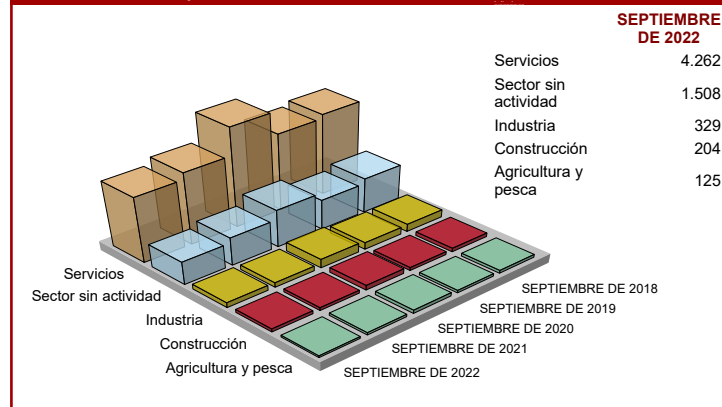 SEPTIEMBRE
DE 2022
Servicios 4.262
Sector sin
actividad 1.508
Industria 329
Construcción 204
Agricultura y
pesca 125
Servicios
Sector sin actividad
Industria
Construcción
Agricultura y pesca
SEPTIEMBRE DE 2018
SEPTIEMBRE DE 2019
SEPTIEMBRE DE 2020
SEPTIEMBRE DE 2021
SEPTIEMBRE DE 2022